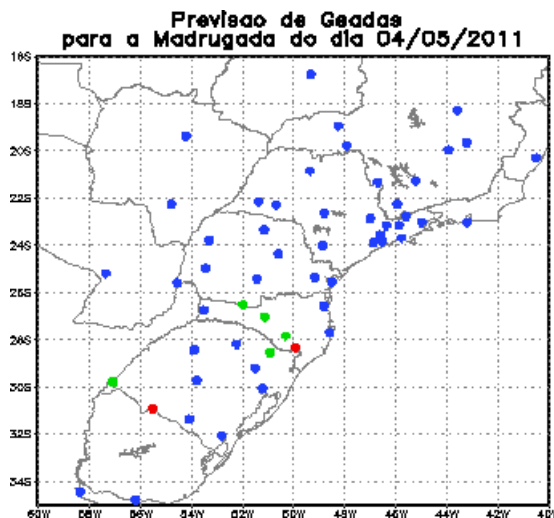 Previsao de Geadas
para a Madrugada do dia 04/05/2011
16S
18S
20S
22S
24S
26S
28S
30S
32S
34S
60W 58W 56W 54W 52W 50W 48W 46W 44W 42W 40W